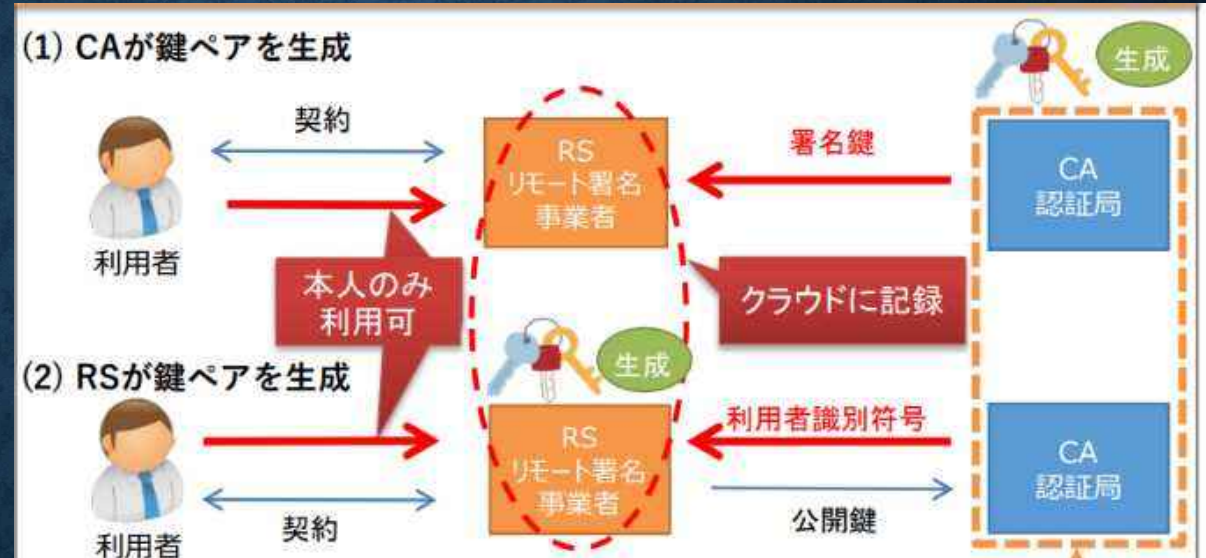 (1) CAが鍵ペアを生成
生成
契約
署名鍵
RS
リモート署名
事業者
CA
認証局
利用者
本人のみ
利用可
クラウドに記録
生成
(2) RSが鍵ペアを生成
利用者識別符号
RS
リモート署名
事業者
CA
認証局
契約
公開鍵
利用者